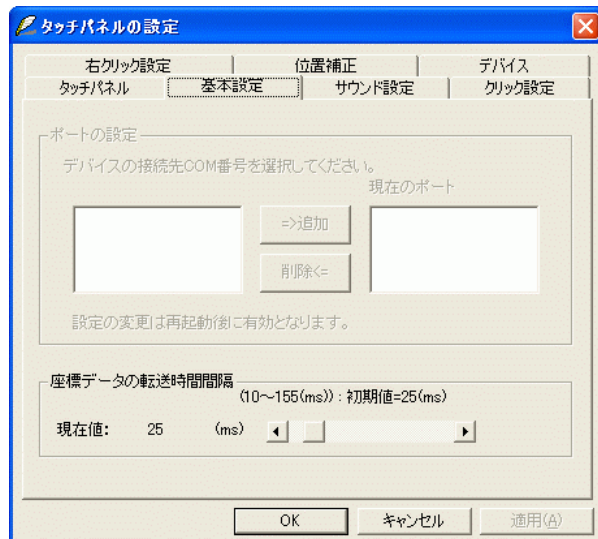 タッチパネルの設定
右クリック設定 位置補正 デバイス
タッチパネル 基本設定 サウンド設定 クリック設定
ポートの設定
デバイスの接続先COM番号を選択してください。
現在のポート
=>追加
削除<=
設定の変更は再起動後に有効となります。
座標データの転送時間間隔
(10～155(ms)) : 初期値=25(ms)
現在値: 25 (ms)
OK キャンセル 適用(A)